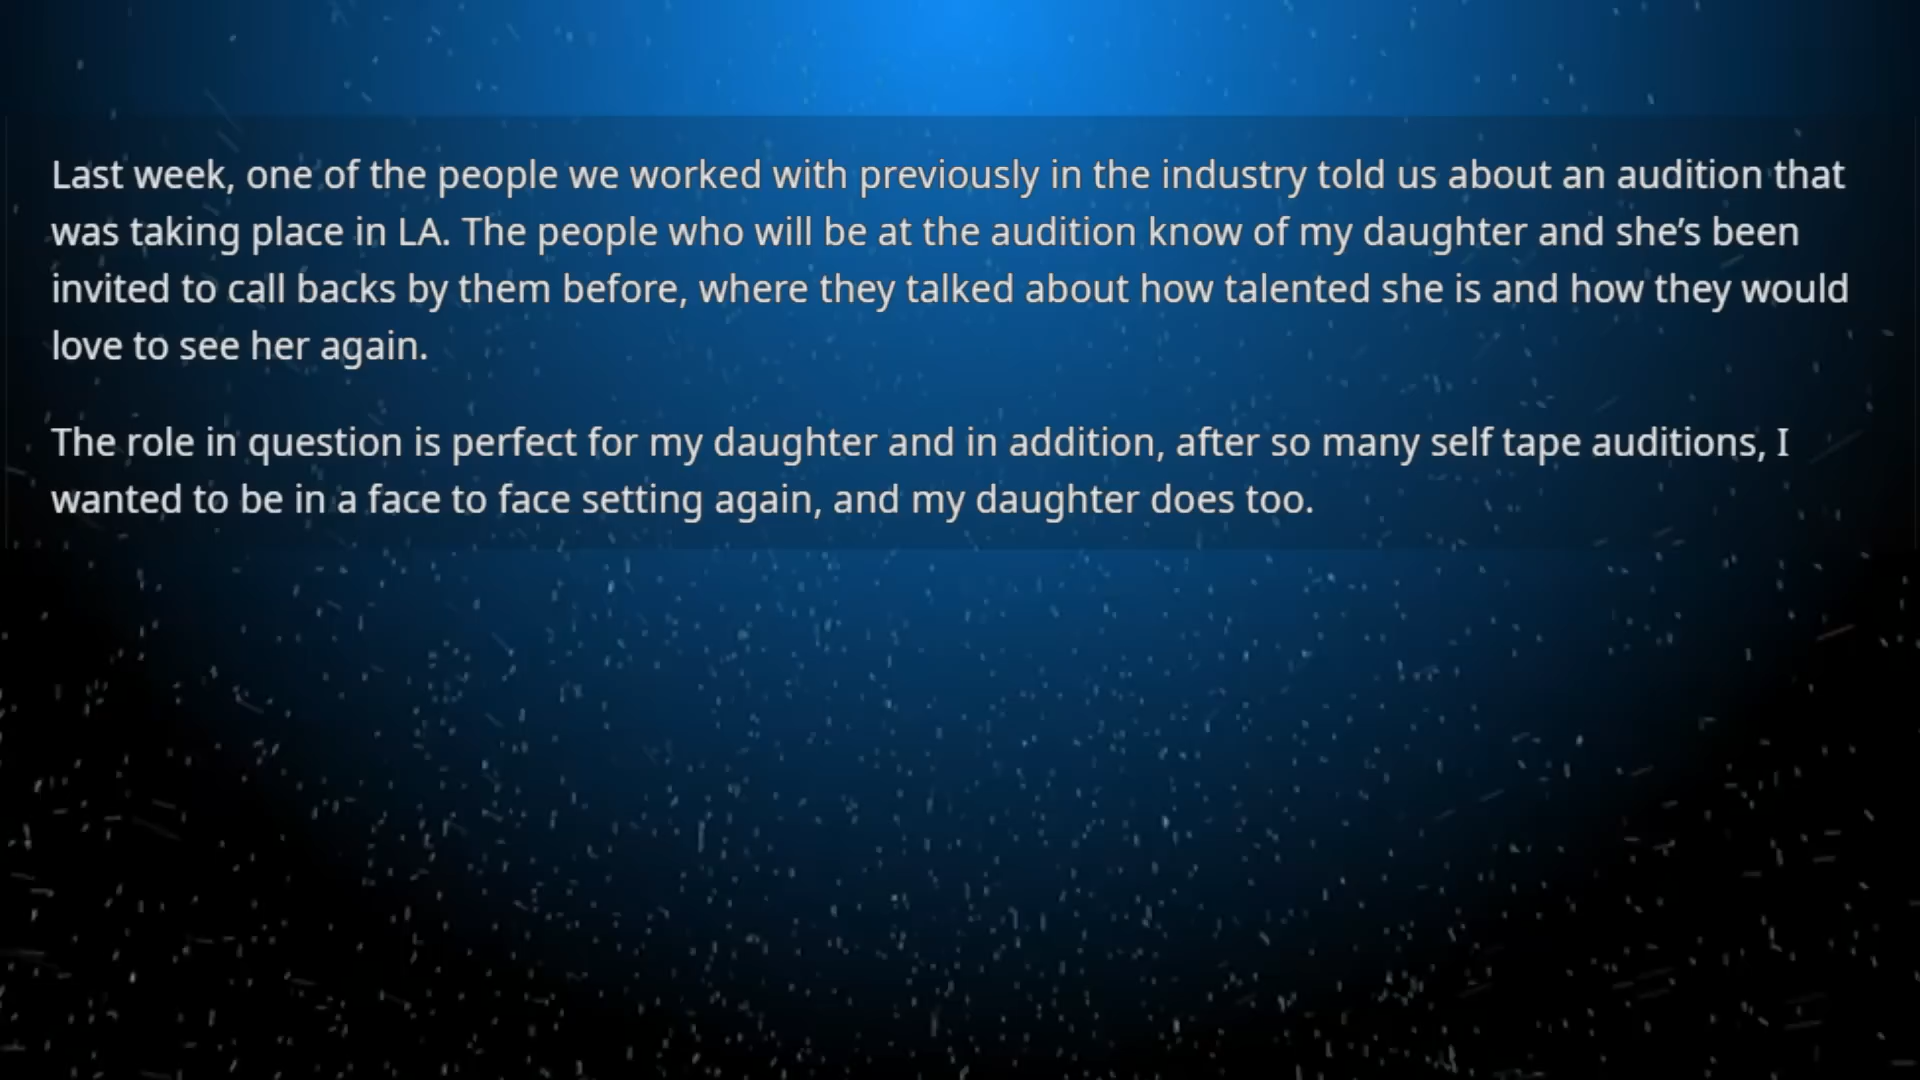 Last week, one of the people we worked with previously in the industry told us about an audition that
was taking place in LA. The people who will be at the audition know of my daughter and she’s been
invited to call backs by them before, where they talked about how talented she is and how they would
love to see her again.
The role in question is perfect for my daughter and in addition, after so many self tape auditions, I
wanted to be in a face to face setting again, and my daughter does too.